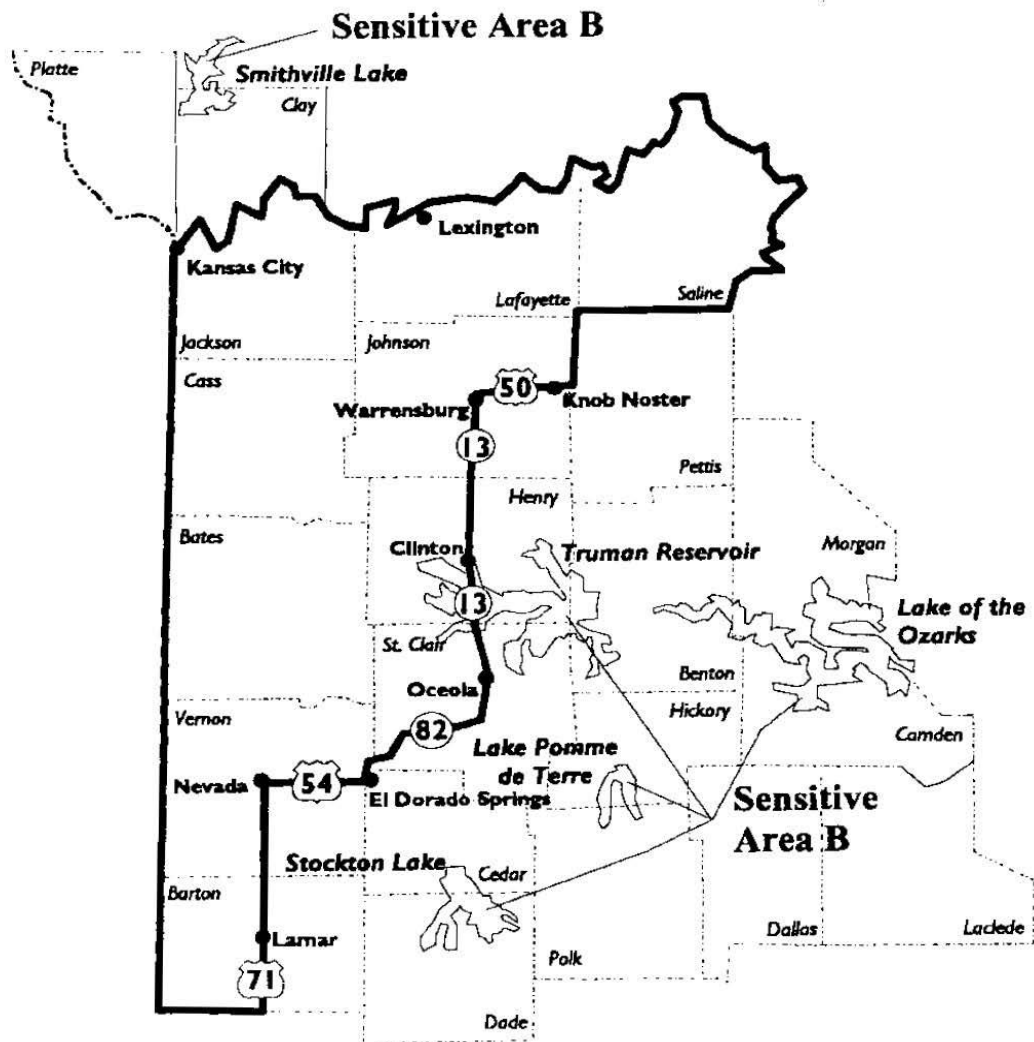 Sensitive Area B
Platte
Smithville Lake
Clay
Lexington
Kansas City
Lafayette
Saline
Jackson
Johnson
Cass
50
Warrensburg
Knob Noster
13
Pettis
Henry
Bates
Clinton
Truman Reservoir
Morgan
13
Lake of the
Ozarks
St. Clair
Benton
Oceola
Hickory
Vernon
82
Camden
Lake Pomme
de Terre
Nevada
54
El Dorado Springs
Sensitive
Area B
Stockton Lake
Cedar
Barton
Lamar
Dallas
Laclede
Polk
71
Dade